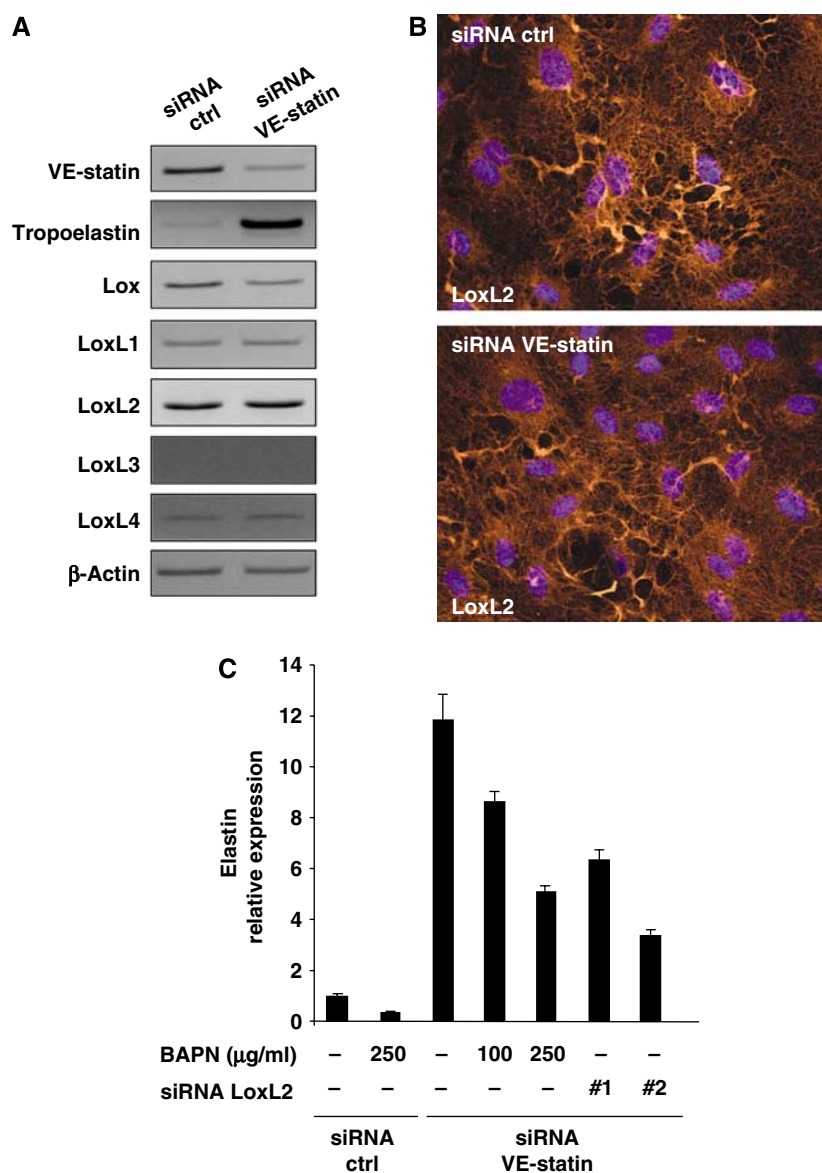 A
siRNA ctrl
siRNA VE-statin
VE-statin
Tropoelastin
Lox
LoxL1
LoxL2
LoxL3
LoxL4
β-Actin
B
siRNA ctrl
LoxL2
siRNA VE-statin
LoxL2
C
14
12
10
8
6
4
2
0
Elastin
relative expression
BAPN (μg/ml) – 250 – 100 250 – –
siRNA LoxL2 – – – – – #1 #2
siRNA ctrl
siRNA VE-statin